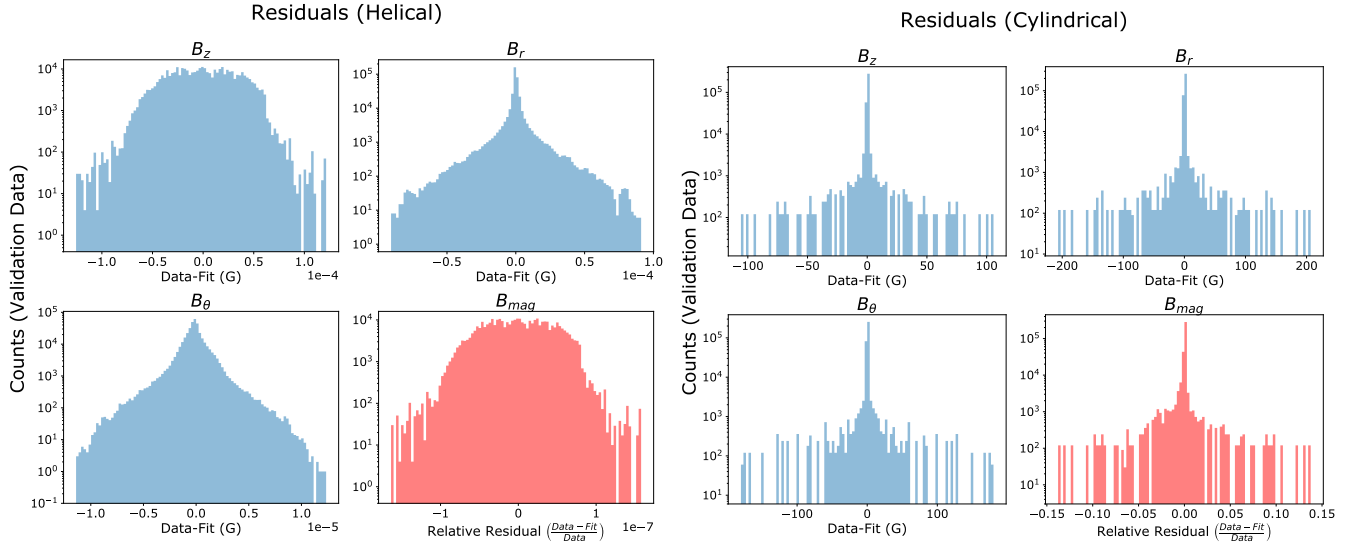 Residuals (Helical)
Counts (Validation Data)
B_z
10^4
10^3
10^2
10^1
10^0
−1.0 −0.5 0.0 0.5 1.0
Data-Fit (G)
1e−4
B_r
10^5
10^4
10^3
10^2
10^1
10^0
−0.5 0.0 0.5 1.0
Data-Fit (G)
1e−4
B_θ
10^5
10^4
10^3
10^2
10^1
10^0
10^−1
−1.0 −0.5 0.0 0.5 1.0
Data-Fit (G)
1e−5
B_mag
10^4
10^3
10^2
10^1
10^0
−1 0 1
Relative Residual (Data−Fit/Data)
1e−7
Residuals (Cylindrical)
Counts (Validation Data)
B_z
10^5
10^4
10^3
10^2
−100 −50 0 50 100
Data-Fit (G)
B_r
10^5
10^4
10^3
10^2
10^1
−200 −100 0 100 200
Data-Fit (G)
B_θ
10^5
10^4
10^3
10^2
10^1
−100 0 100
Data-Fit (G)
B_mag
10^5
10^4
10^3
10^2
10^1
−0.15 −0.10 −0.05 0.00 0.05 0.10 0.15
Relative Residual (Data−Fit/Data)